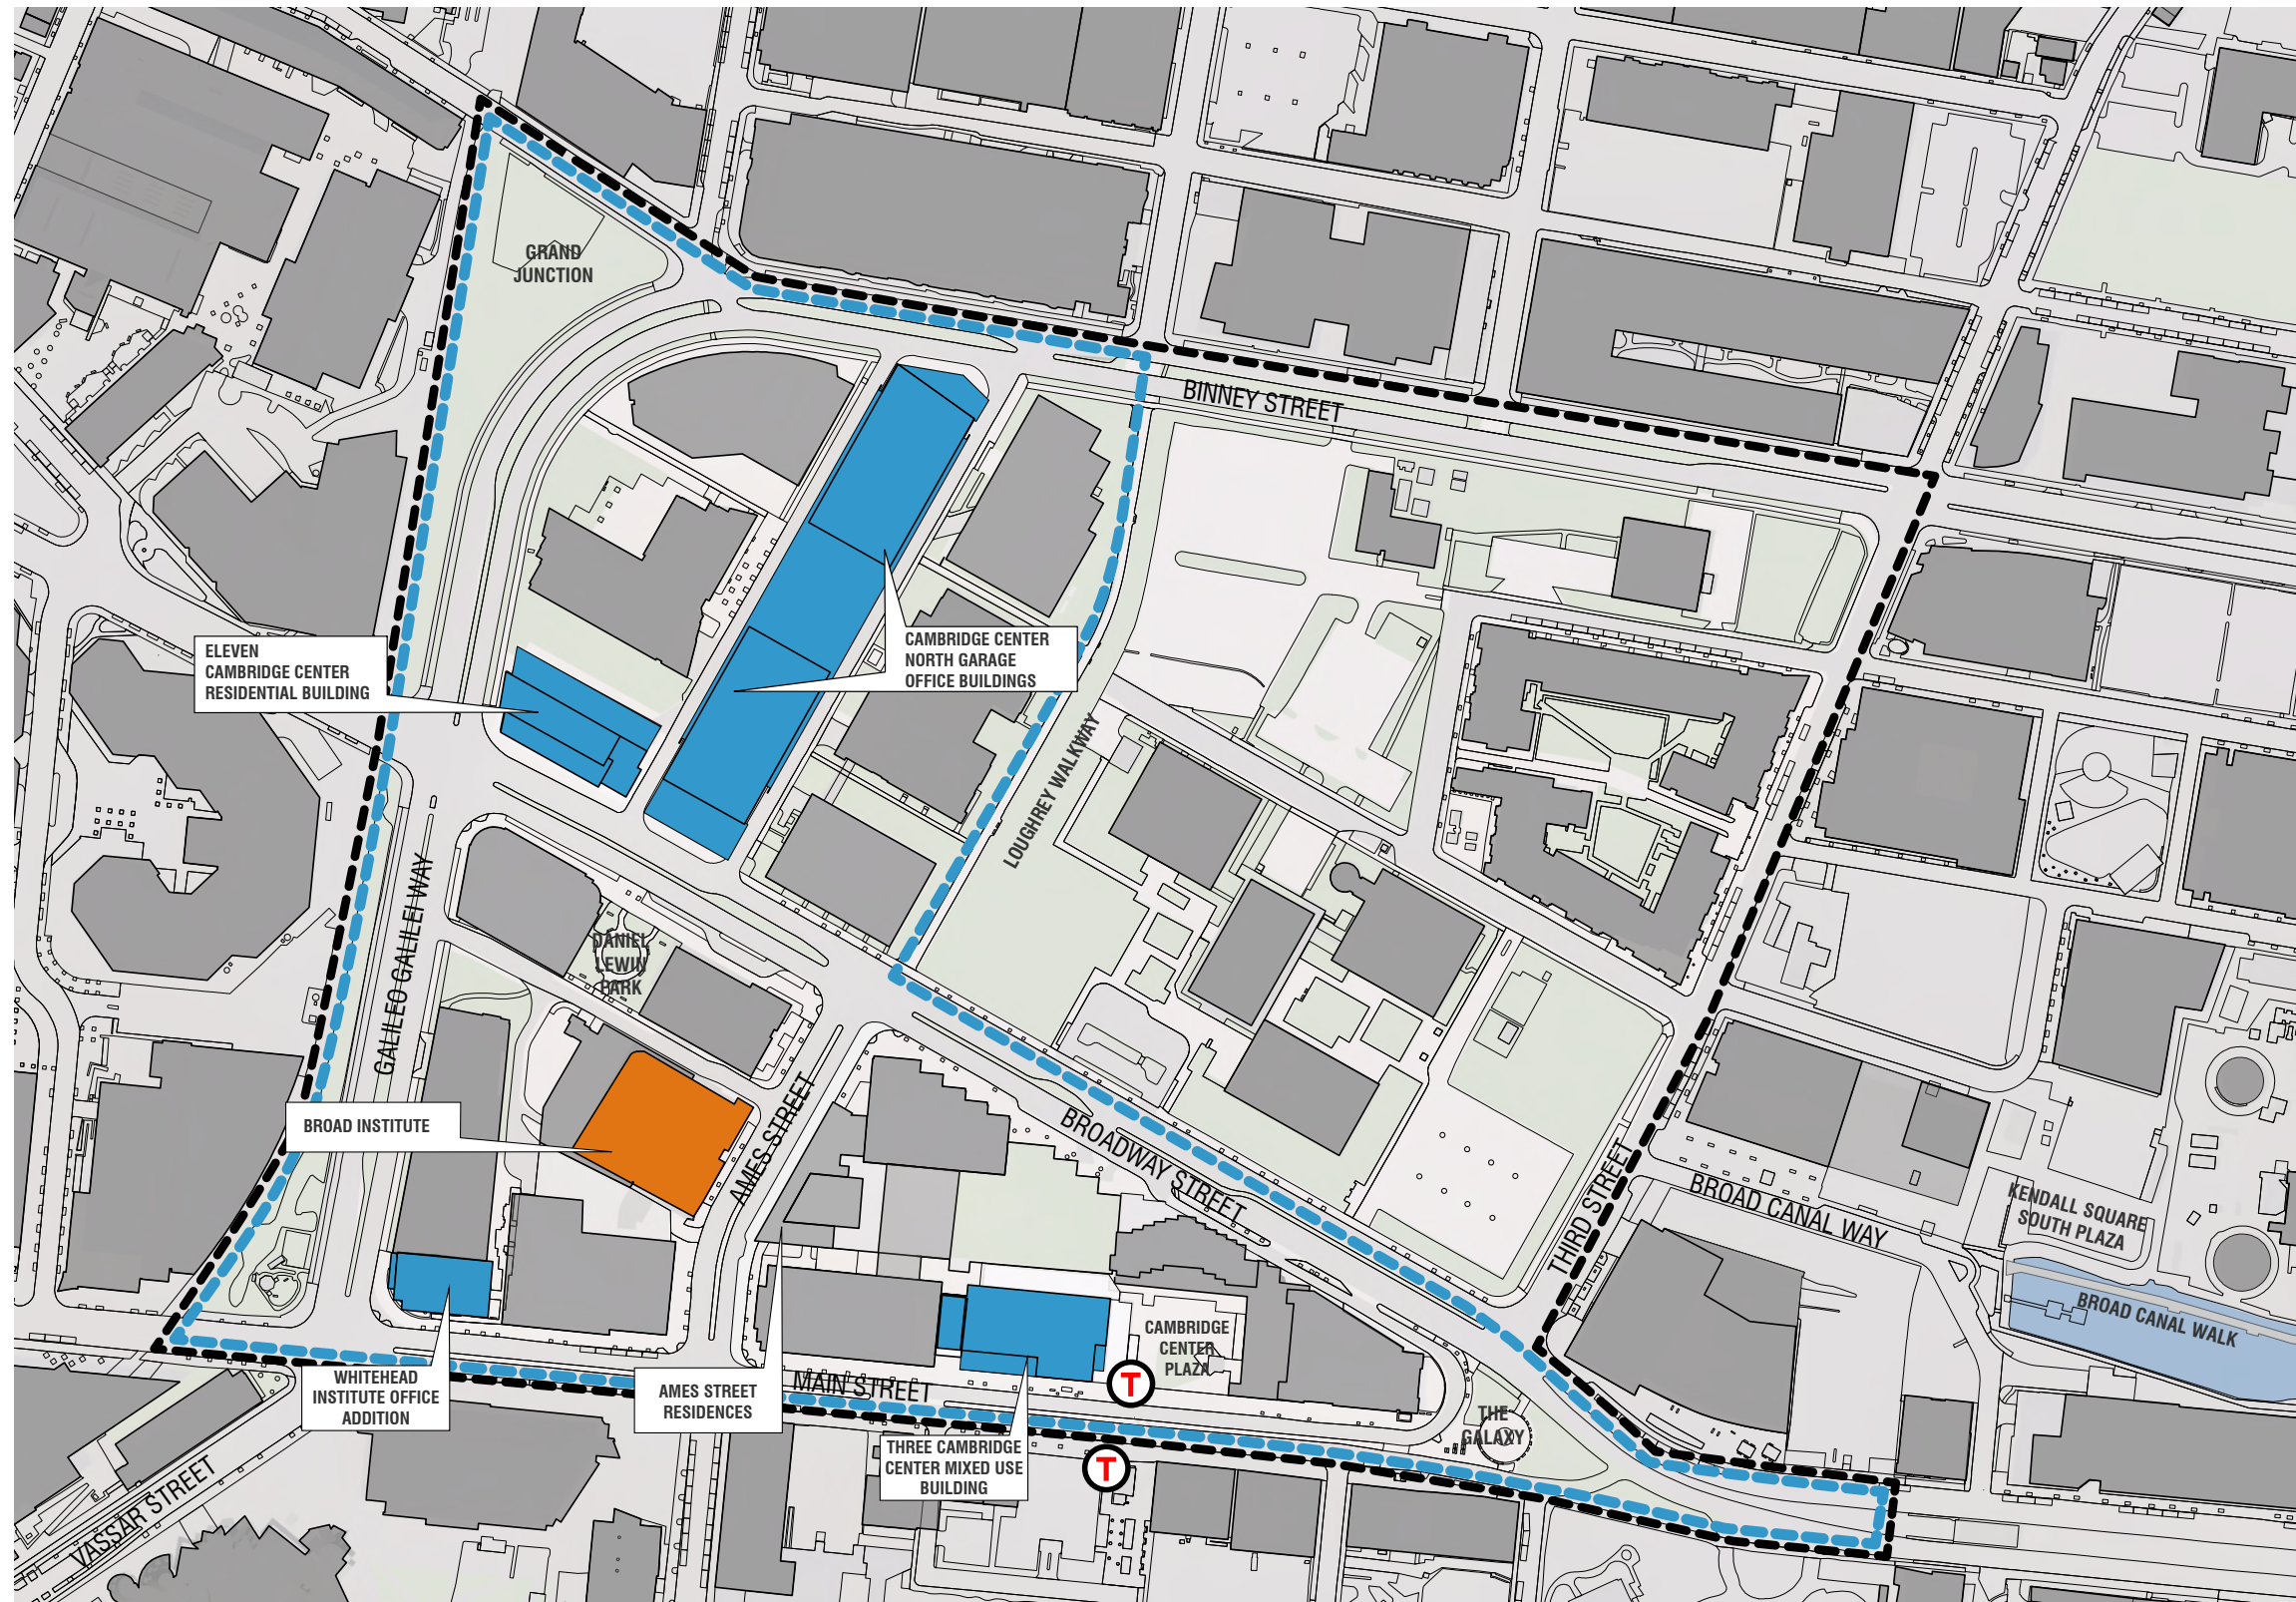 GRAND
JUNCTION
BINNEY STREET
ELEVEN
CAMBRIDGE CENTER
RESIDENTIAL BUILDING
CAMBRIDGE CENTER
NORTH GARAGE
OFFICE BUILDINGS
LOUGHREY WALKWAY
GALILEO GALILEI WAY
DANIEL
LEWIN
PARK
BROAD INSTITUTE
AMES STREET
BROADWAY STREET
THIRD STREET
BROAD CANAL WAY
KENDALL SQUARE
SOUTH PLAZA
BROAD CANAL WALK
CAMBRIDGE
CENTER
PLAZA
WHITEHEAD
INSTITUTE OFFICE
ADDITION
AMES STREET
RESIDENCES
MAIN STREET
T
THE
GALAXY
THREE CAMBRIDGE
CENTER MIXED USE
BUILDING
T
VASSAR STREET